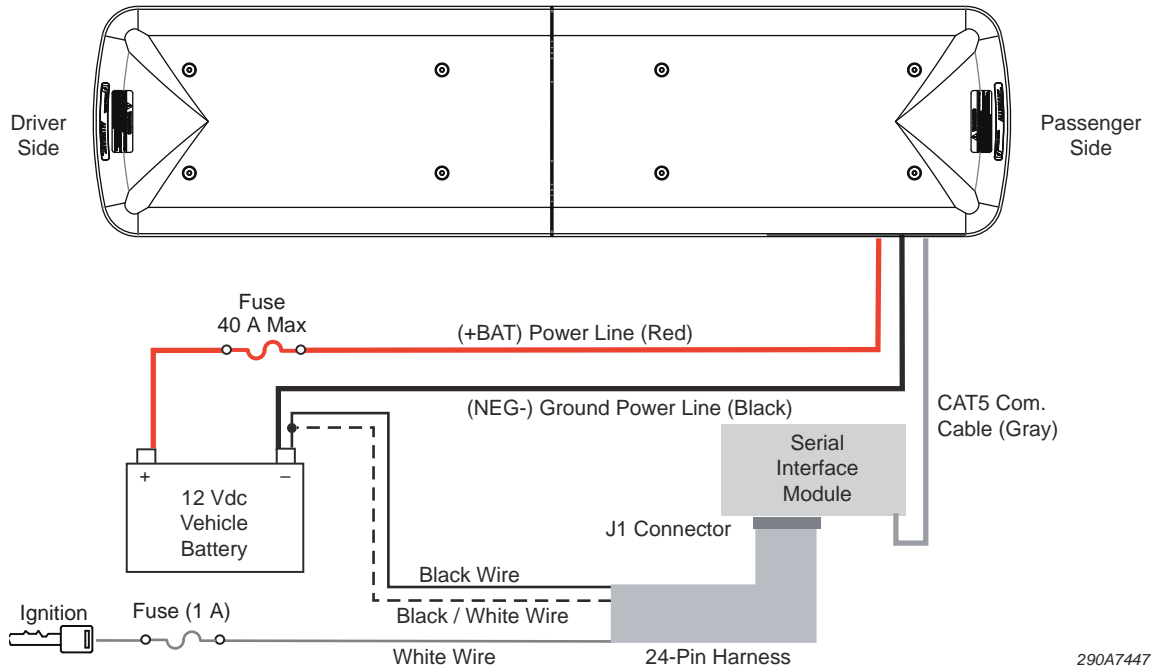 Driver
Side
Passenger
Side
Fuse
40 A Max
(+BAT) Power Line (Red)
(NEG-) Ground Power Line (Black)
CAT5 Com.
Cable (Gray)
Serial
Interface
Module
+
–
12 Vdc
Vehicle
Battery
J1 Connector
Black Wire
Black / White Wire
Ignition
Fuse (1 A)
White Wire
24-Pin Harness
290A7447